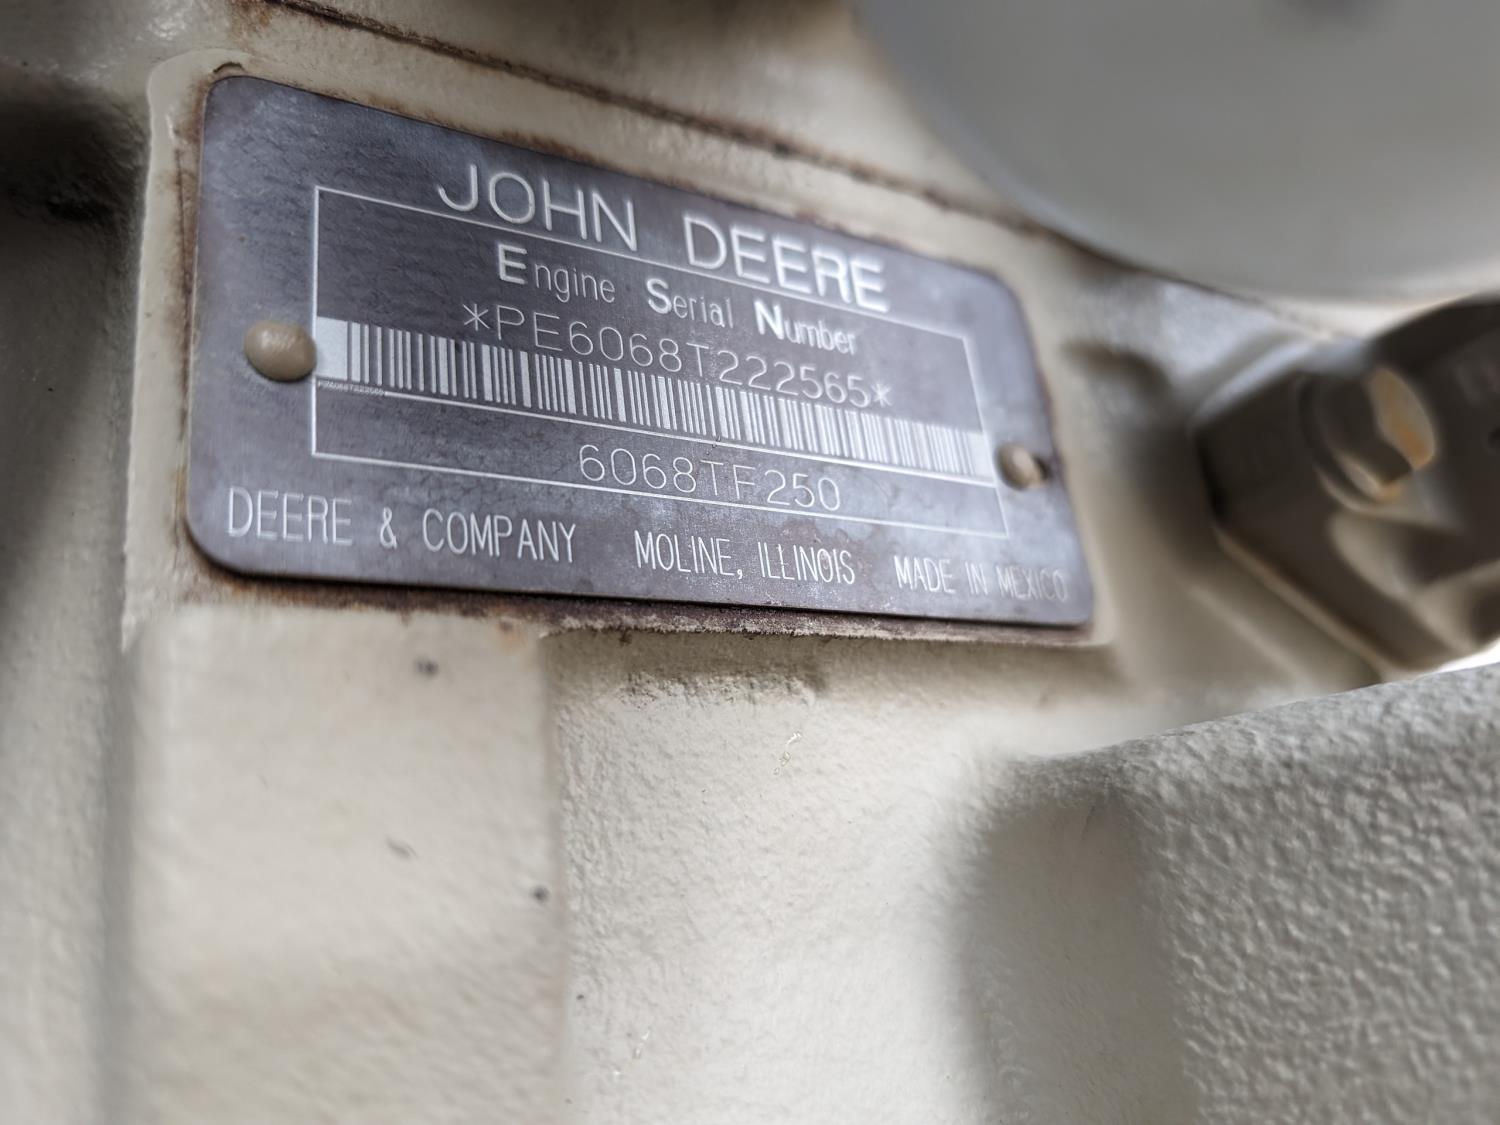 JOHN DEERE
Engine Serial Number
*PE6068T222565*
6068TF250
DEERE & COMPANY MOLINE, ILLINOIS MADE IN MEXICO